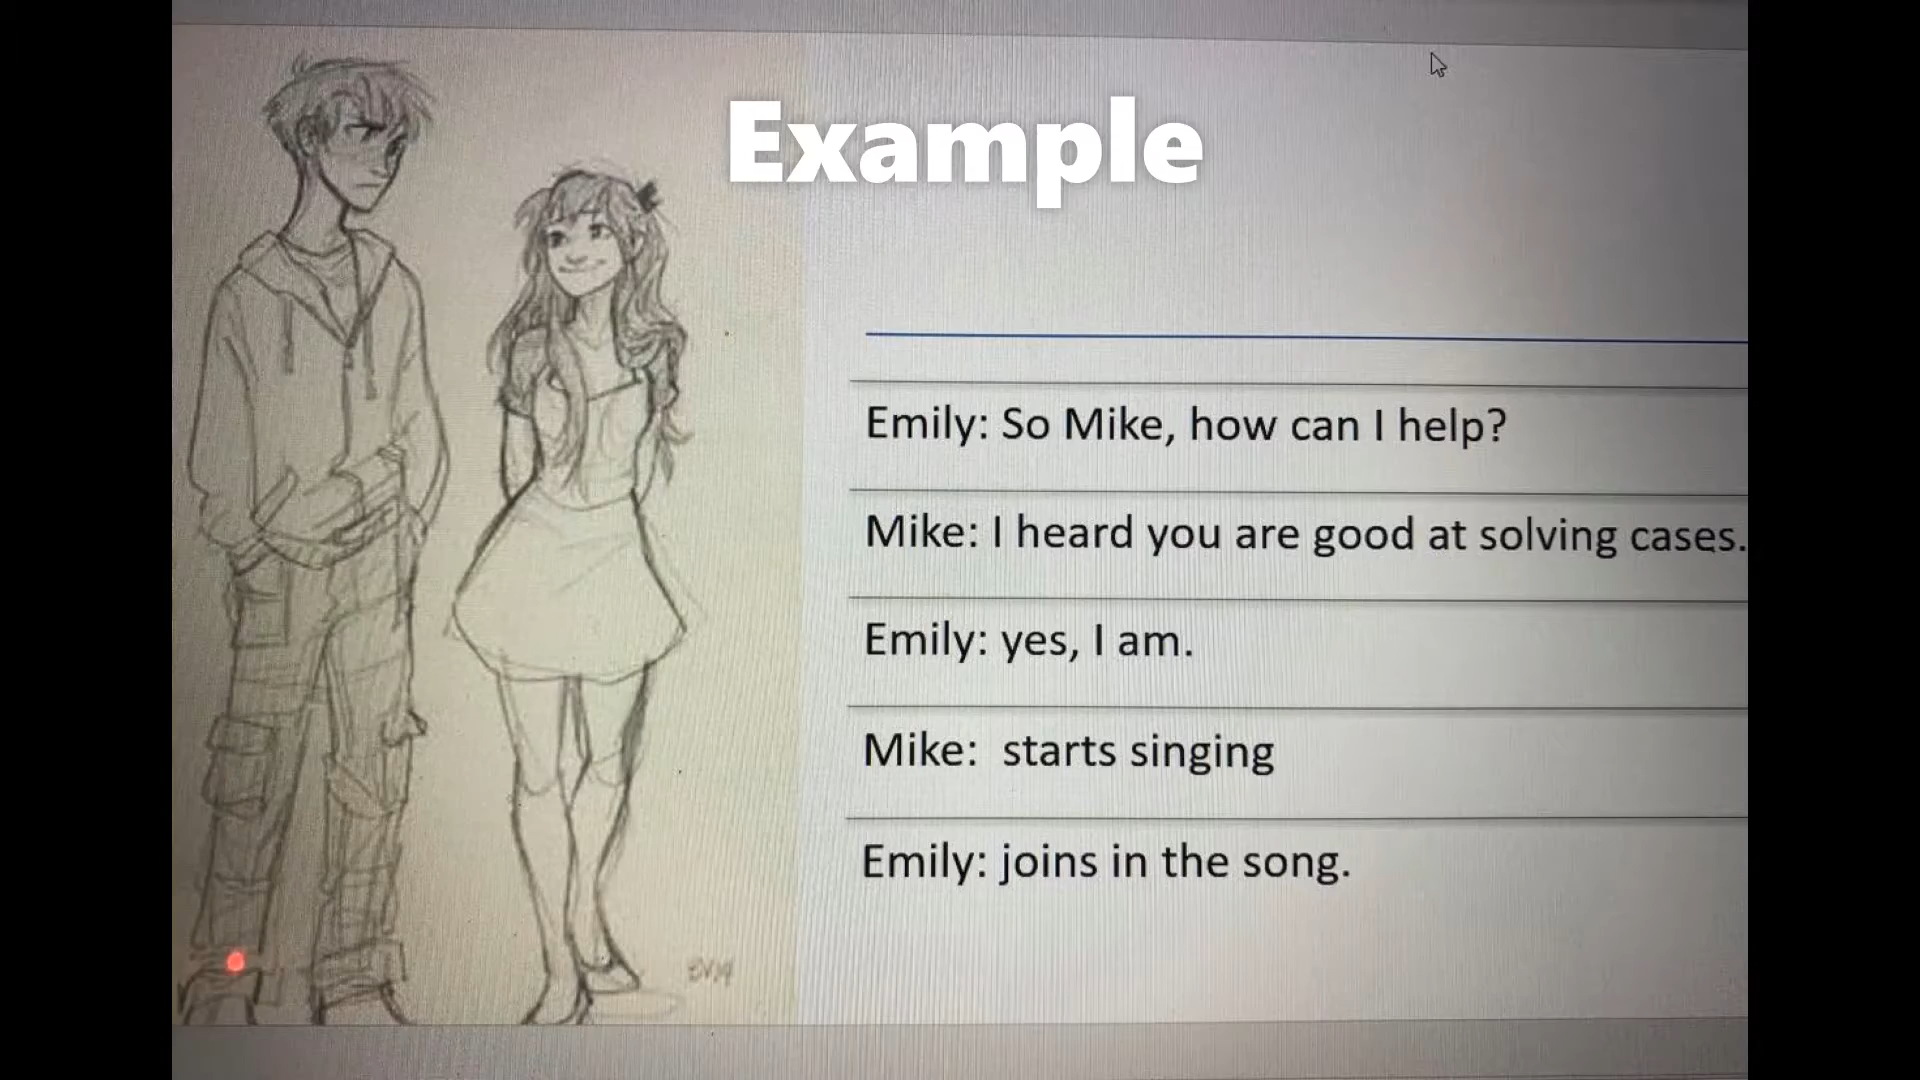 Example
Emily: So Mike, how can I help?
Mike: I heard you are good at solving cases.
Emily: yes, I am.
Mike: starts singing
Emily: joins in the song.